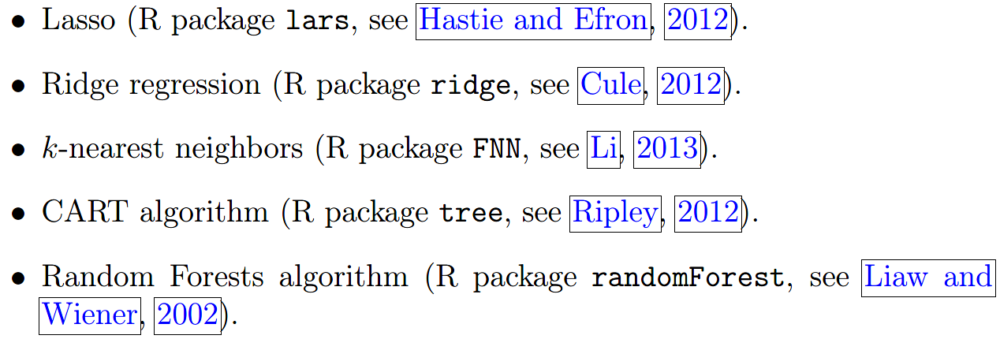 • Lasso (R package lars, see Hastie and Efron, 2012).
• Ridge regression (R package ridge, see Cule, 2012).
• k-nearest neighbors (R package FNN, see Li, 2013).
• CART algorithm (R package tree, see Ripley, 2012).
• Random Forests algorithm (R package randomForest, see Liaw and
Wiener, 2002).